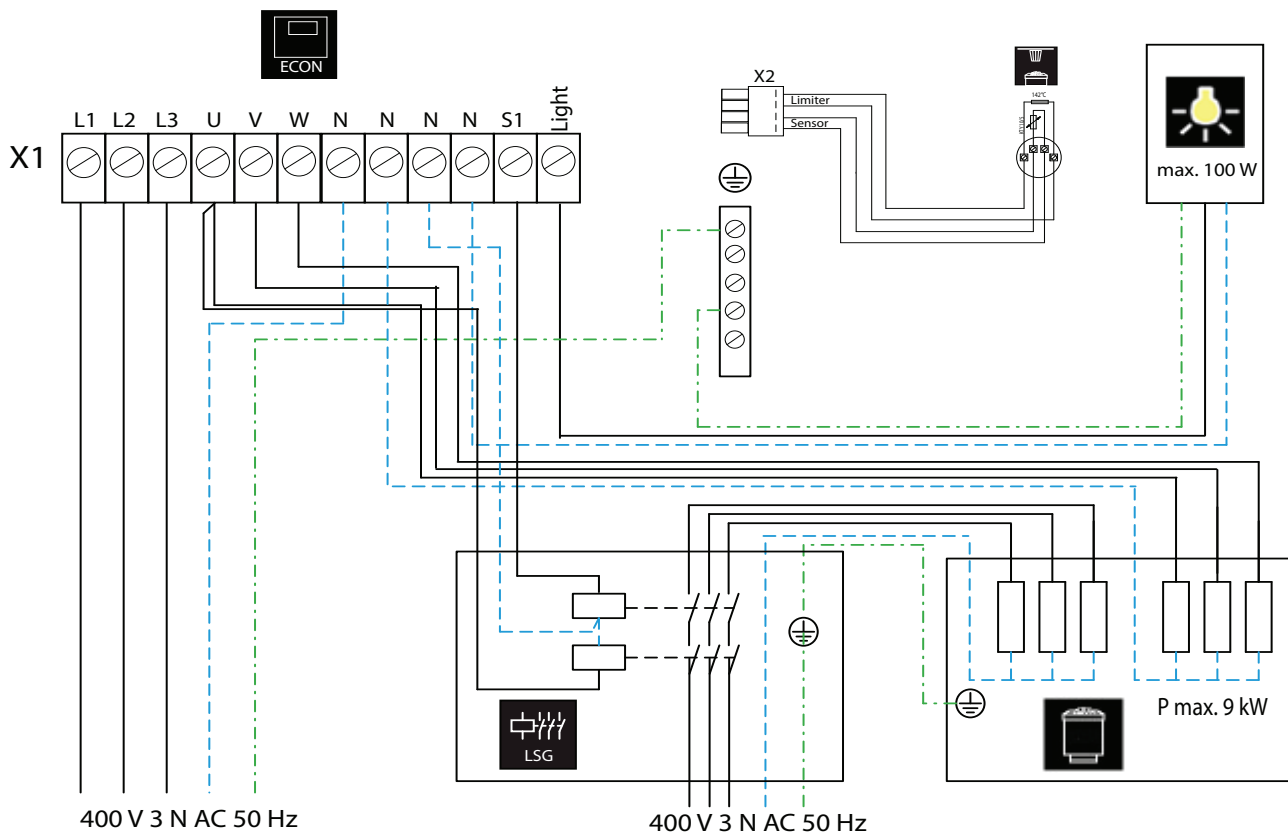 ECON
X1
L1 L2 L3 U V W N N N N S1 Light
X2
Limiter
Sensor
142°C
max. 100 W
LSG
P max. 9 kW
400 V 3 N AC 50 Hz
400 V 3 N AC 50 Hz